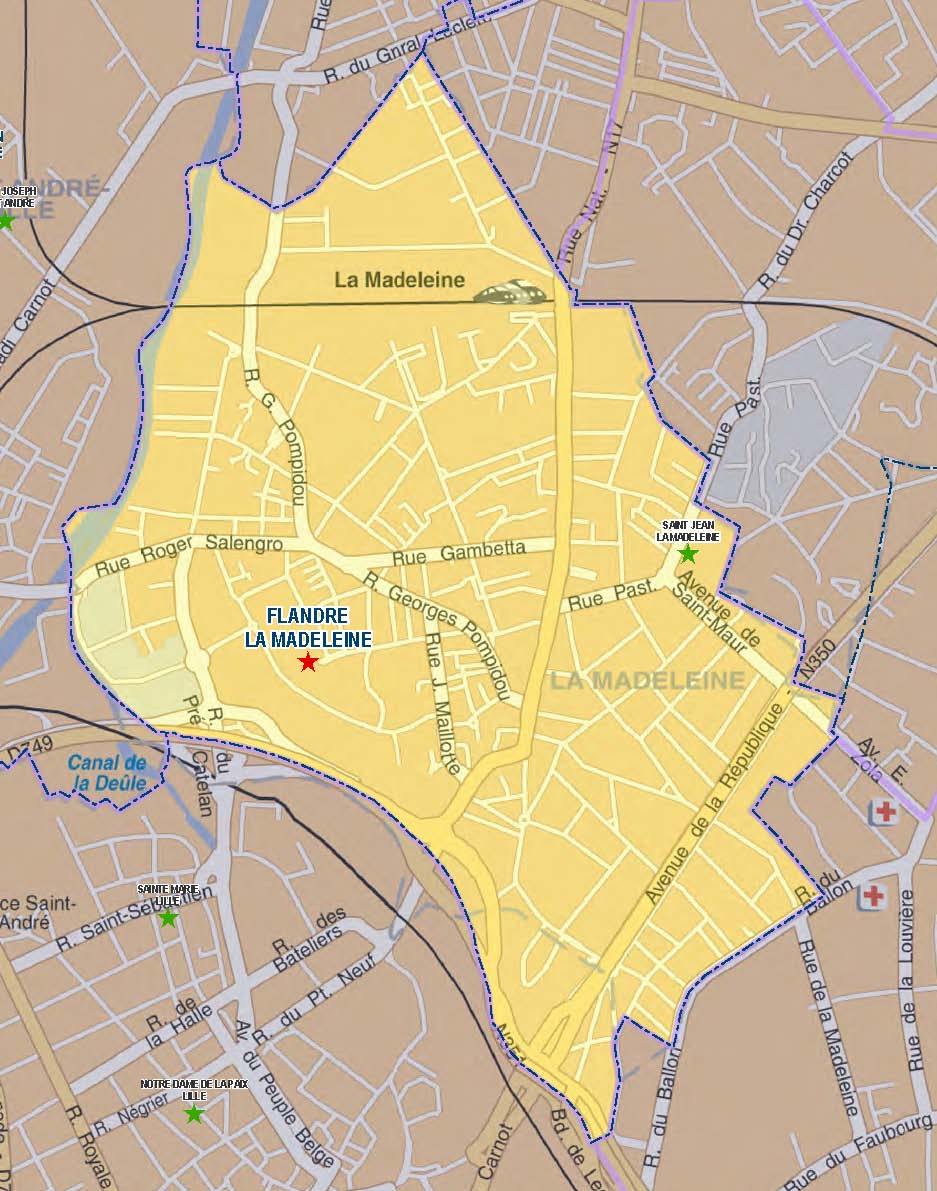 Rue
R. du Gnral Leclerc
JOSEPH
ANDRE
ANDRÉ-
LLE
Rue Nat. - N17
R. du Dr. Charcot
La Madeleine
adi Carnot
R. G. Pompidou
Rue Past.
SAINT JEAN
LA MADELEINE
Rue Roger Salengro
Rue Gambetta
R. Georges Pompidou
Rue Past.
Avenue de
Saint-Maur
FLANDRE
LA MADELEINE
Rue J. Maillotte
LA MADELEINE
N350
R. du
Pré
Catelan
D749
Canal de
la Deûle
Avenue de la République
Av. E.
Zola
SAINTE MARIE
LILLE
R. Saint-Sébastien
ce Saint-
André
R. des
Bateliers
R. du
Ballon
R. du Pt. Neuf
R. de
la Halle
Rue de la Madeleine
Rue de la Louvière
Av. du Peuple Belge
NOTRE DAME DE LA PAIX
LILLE
R. Négrier
R. Royale
Carnot
Bd. de Le
R. du Ballon
Rue du Faubourg